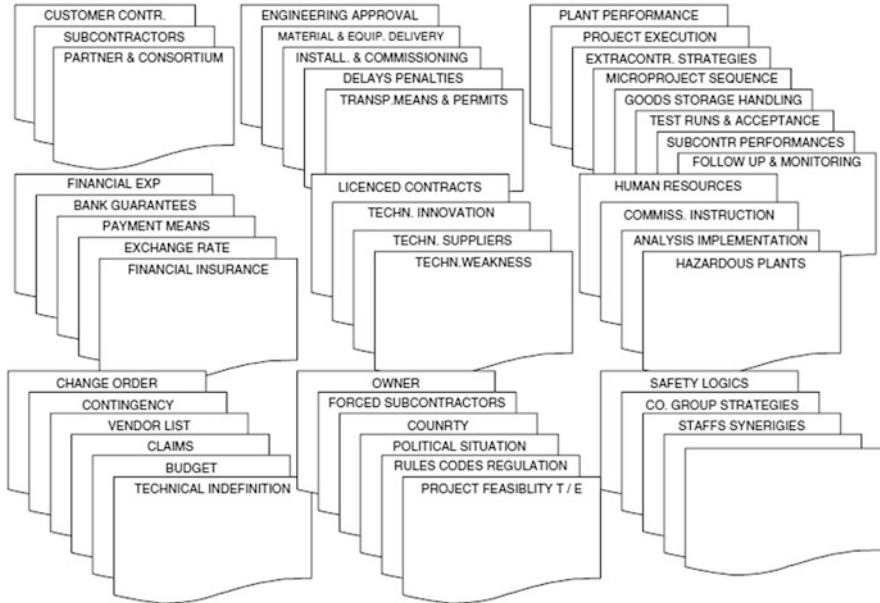 CUSTOMER CONTR.
SUBCONTRACTORS
PARTNER & CONSORTIUM
ENGINEERING APPROVAL
MATERIAL & EQUIP. DELIVERY
INSTALL. & COMMISSIONING
DELAYS PENALTIES
TRANSP.MEANS & PERMITS
PLANT PERFORMANCE
PROJECT EXECUTION
EXTRACONTR. STRATEGIES
MICROPROJECT SEQUENCE
GOODS STORAGE HANDLING
TEST RUNS & ACCEPTANCE
SUBCONTR PERFORMANCES
FOLLOW UP & MONITORING
FINANCIAL EXP
BANK GUARANTEES
PAYMENT MEANS
EXCHANGE RATE
FINANCIAL INSURANCE
LICENCED CONTRACTS
TECHN. INNOVATION
TECHN. SUPPLIERS
TECHN.WEAKNESS
HUMAN RESOURCES
COMMISS. INSTRUCTION
ANALYSIS IMPLEMENTATION
HAZARDOUS PLANTS
CHANGE ORDER
CONTINGENCY
VENDOR LIST
CLAIMS
BUDGET
TECHNICAL INDEFINITION
OWNER
FORCED SUBCONTRACTORS
COUNRTY
POLITICAL SITUATION
RULES CODES REGULATION
PROJECT FEASIBLITY T / E
SAFETY LOGICS
CO. GROUP STRATEGIES
STAFFS SYNERIGIES